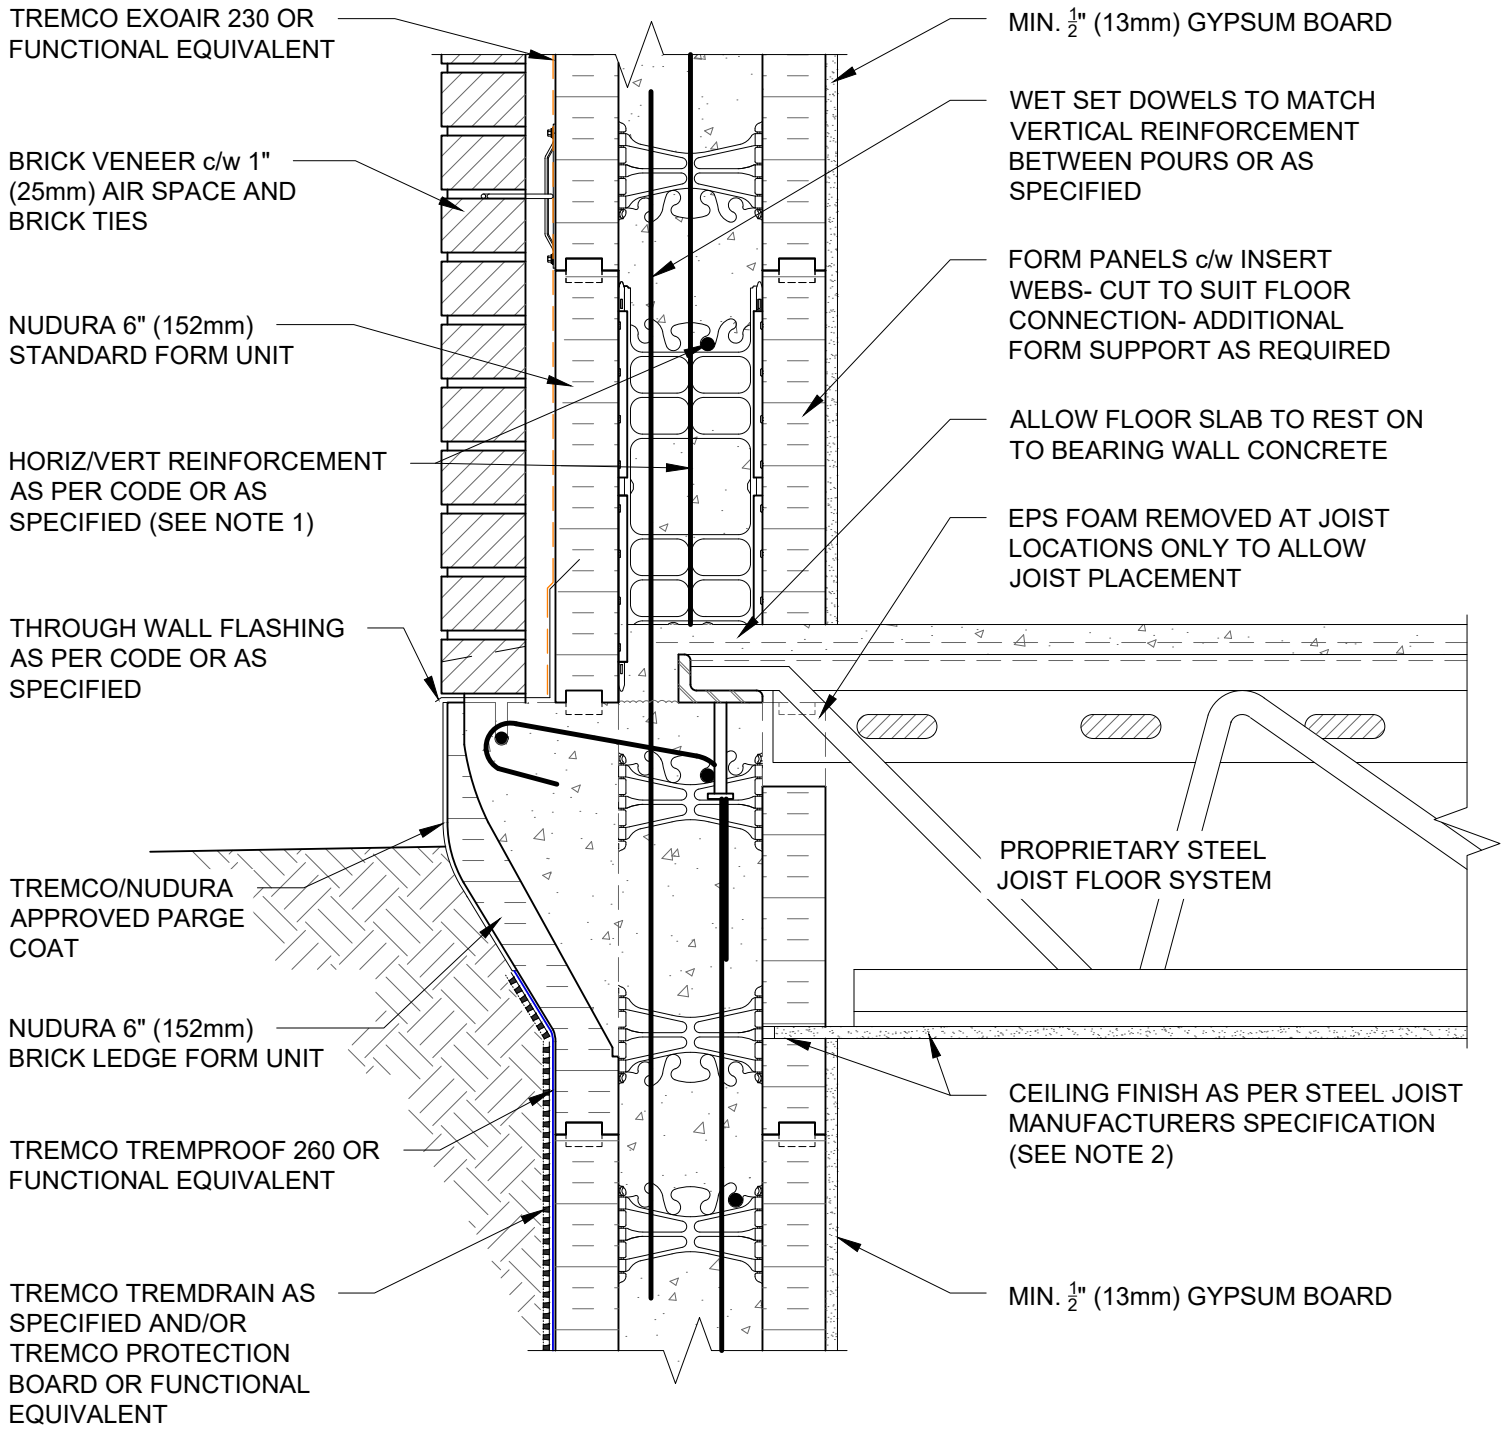 TREMCO EXOAIR 230 OR
FUNCTIONAL EQUIVALENT
BRICK VENEER c/w 1"
(25mm) AIR SPACE AND
BRICK TIES
NUDURA 6" (152mm)
STANDARD FORM UNIT
HORIZ/VERT REINFORCEMENT
AS PER CODE OR AS
SPECIFIED (SEE NOTE 1)
THROUGH WALL FLASHING
AS PER CODE OR AS
SPECIFIED
TREMCO/NUDURA
APPROVED PARGE
COAT
NUDURA 6" (152mm)
BRICK LEDGE FORM UNIT
TREMCO TREMPROOF 260 OR
FUNCTIONAL EQUIVALENT
TREMCO TREMDRAIN AS
SPECIFIED AND/OR
TREMCO PROTECTION
BOARD OR FUNCTIONAL
EQUIVALENT
MIN. 1/2" (13mm) GYPSUM BOARD
WET SET DOWELS TO MATCH
VERTICAL REINFORCEMENT
BETWEEN POURS OR AS
SPECIFIED
FORM PANELS c/w INSERT
WEBS- CUT TO SUIT FLOOR
CONNECTION- ADDITIONAL
FORM SUPPORT AS REQUIRED
ALLOW FLOOR SLAB TO REST ON
TO BEARING WALL CONCRETE
EPS FOAM REMOVED AT JOIST
LOCATIONS ONLY TO ALLOW
JOIST PLACEMENT
PROPRIETARY STEEL
JOIST FLOOR SYSTEM
CEILING FINISH AS PER STEEL JOIST
MANUFACTURERS SPECIFICATION
(SEE NOTE 2)
MIN. 1/2" (13mm) GYPSUM BOARD